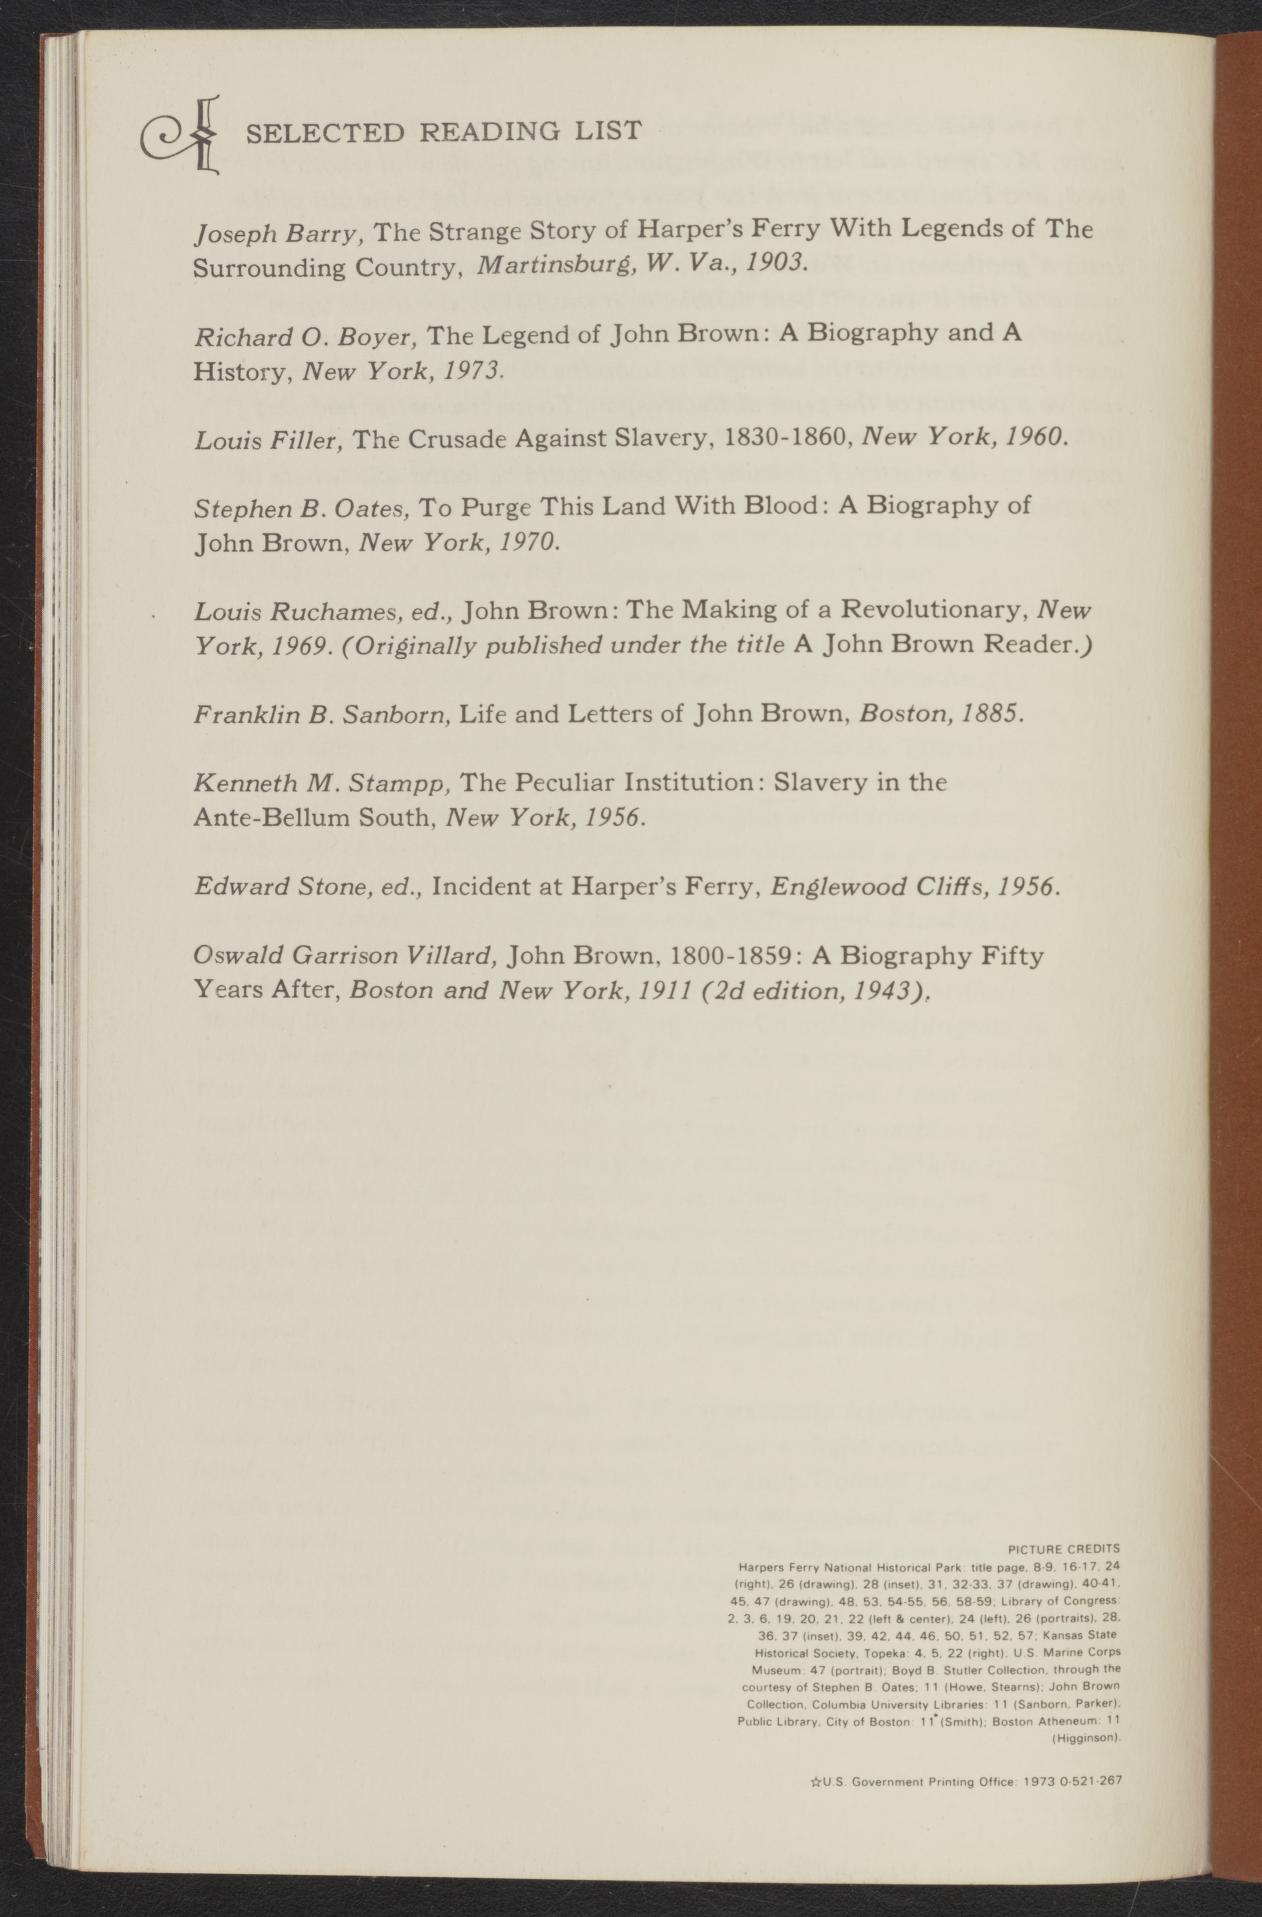 SELECTED READING LIST
Joseph Barry, The Strange Story of Harper's Ferry With Legends of The
Surrounding Country, Martinsburg, W. Va., 1903.
Richard O. Boyer, The Legend of John Brown: A Biography and A
History, New York, 1973.
Louis Filler, The Crusade Against Slavery, 1830-1860, New York, 1960.
Stephen B. Oates, To Purge This Land With Blood: A Biography of
John Brown, New York, 1970.
Louis Ruchames, ed., John Brown: The Making of a Revolutionary, New
York, 1969. (Originally published under the title A John Brown Reader.)
Franklin B. Sanborn, Life and Letters of John Brown, Boston, 1885.
Kenneth M. Stampp, The Peculiar Institution: Slavery in the
Ante-Bellum South, New York, 1956.
Edward Stone, ed., Incident at Harper's Ferry, Englewood Cliffs, 1956.
Oswald Garrison Villard, John Brown, 1800-1859: A Biography Fifty
Years After, Boston and New York, 1911 (2d edition, 1943).
PICTURE CREDITS
Harpers Ferry National Historical Park: title page, 8-9, 16-17, 24
(right), 26 (drawing), 28 (inset), 31, 32-33, 37 (drawing), 40-41,
45, 47 (drawing), 48, 53, 54-55, 56, 58-59; Library of Congress:
2, 3, 6, 19, 20, 21, 22 (left & center), 24 (left), 26 (portraits), 28,
36, 37 (inset), 39, 42, 44, 46, 50, 51, 52, 57; Kansas State
Historical Society, Topeka: 4, 5, 22 (right); U.S. Marine Corps
Museum: 47 (portrait); Boyd B. Stutler Collection, through the
courtesy of Stephen B. Oates; 11 (Howe, Stearns); John Brown
Collection, Columbia University Libraries: 11 (Sanborn, Parker);
Public Library, City of Boston: 11 (Smith); Boston Atheneum: 11
(Higginson).
☆U.S. Government Printing Office: 1973 0-521-267